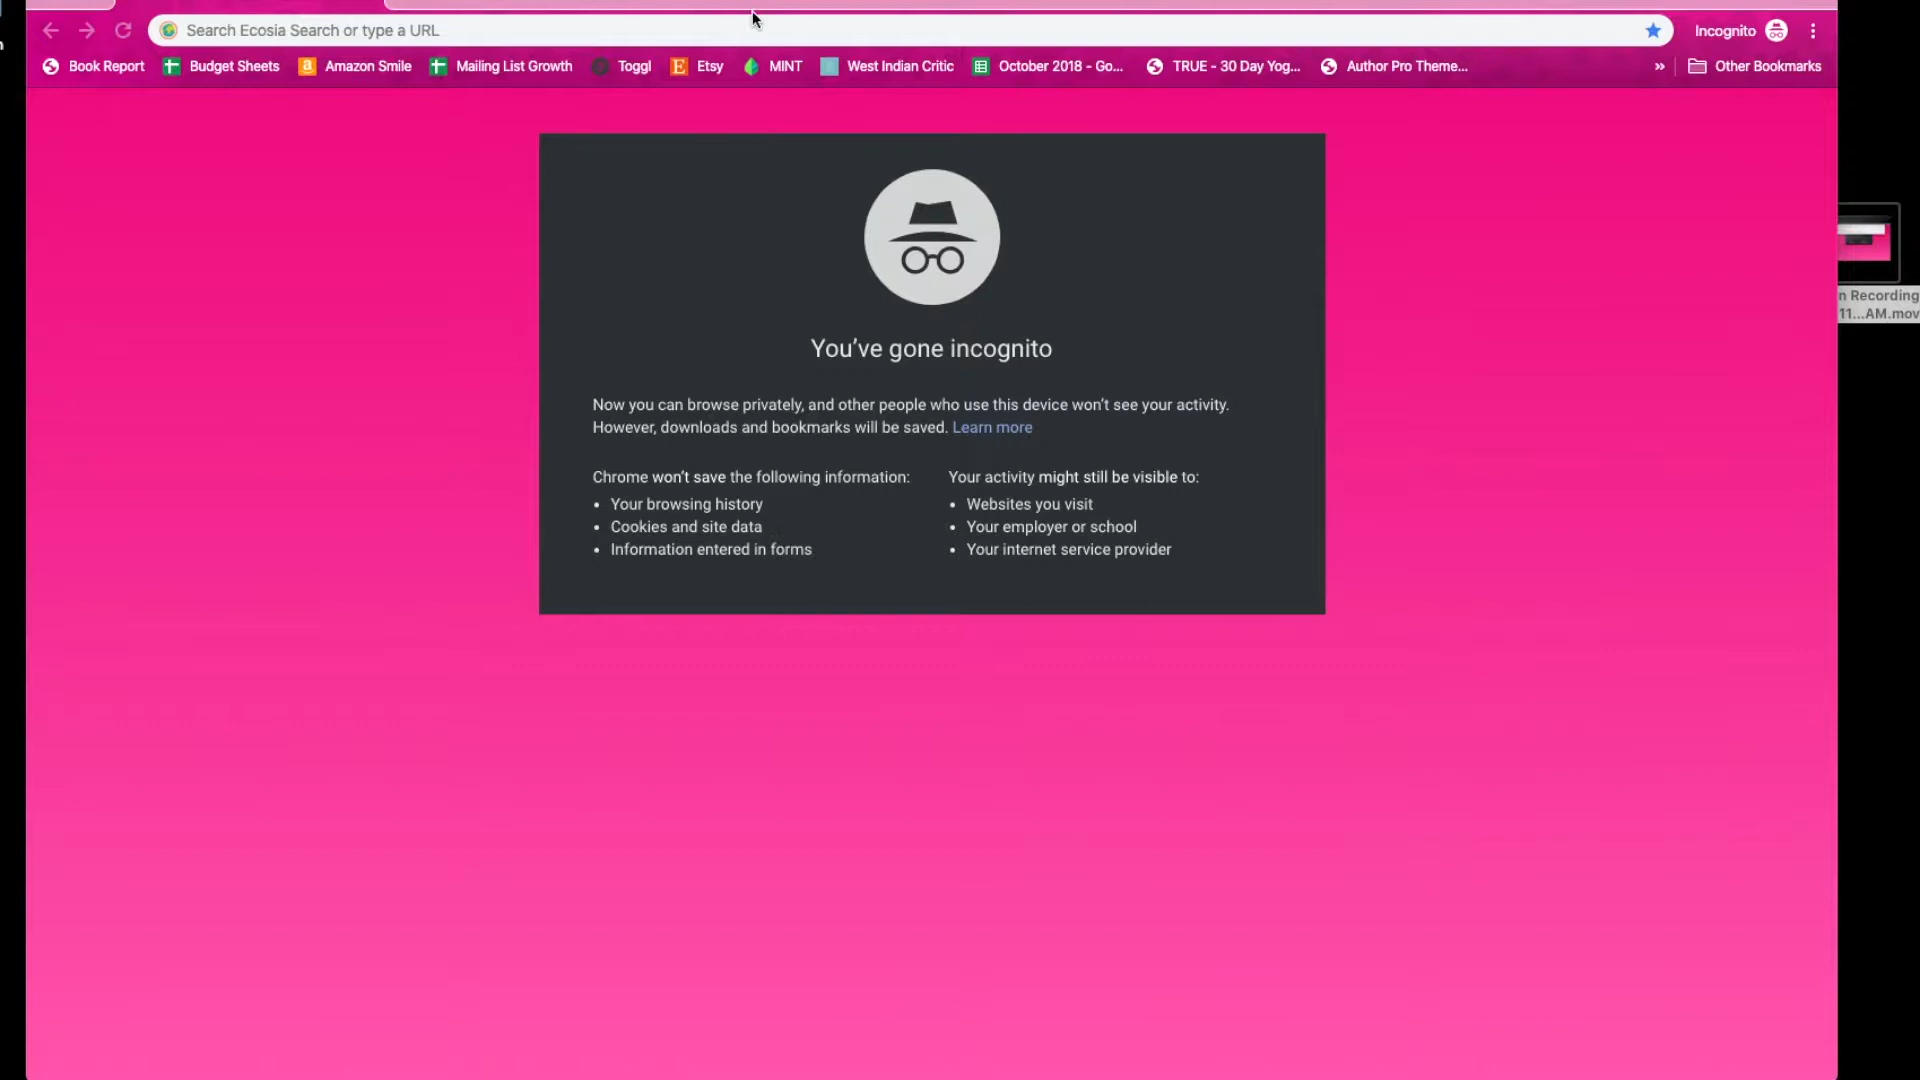 Search Ecosia Search or type a URL
Incognito
Book Report Budget Sheets Amazon Smile Mailing List Growth Toggl Etsy MINT West Indian Critic October 2018 - Go... TRUE - 30 Day Yog... Author Pro Theme... » Other Bookmarks
You've gone incognito
Now you can browse privately, and other people who use this device won't see your activity.
However, downloads and bookmarks will be saved. Learn more
Chrome won't save the following information:
• Your browsing history
• Cookies and site data
• Information entered in forms
Your activity might still be visible to:
• Websites you visit
• Your employer or school
• Your internet service provider
n Recording
11...AM.mov